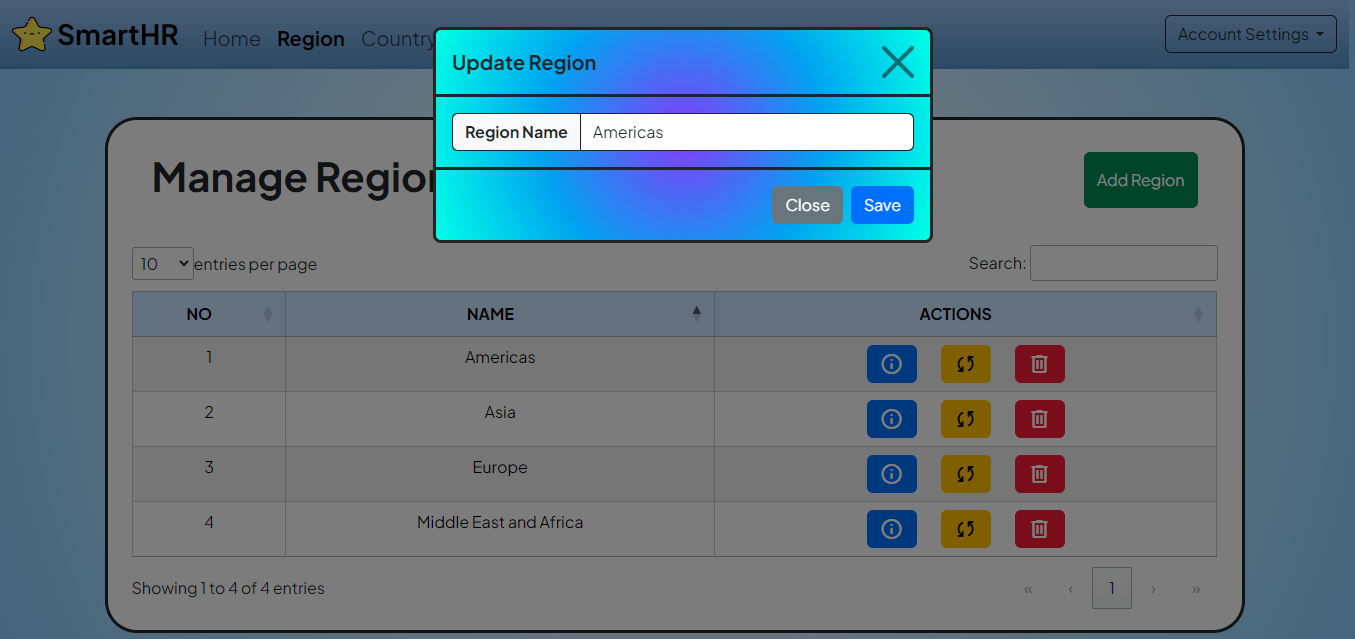 SmartHR Home Region Country Account Settings
Update Region
Region Name Americas
Close Save
Manage Region
Add Region
10 entries per page Search:
NO NAME ACTIONS
1 Americas
2 Asia
3 Europe
4 Middle East and Africa
Showing 1 to 4 of 4 entries « ‹ 1 › »